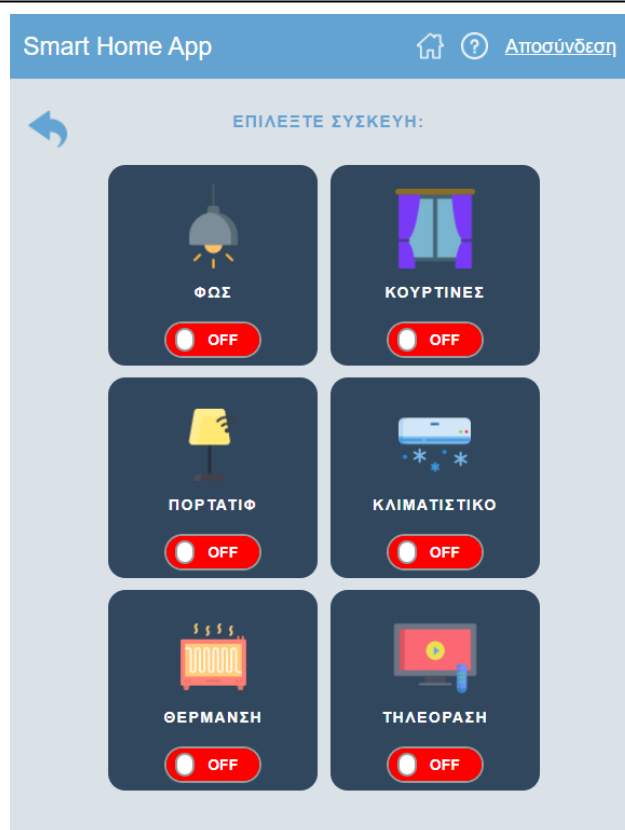 Smart Home App
Αποσύνδεση
ΕΠΙΛΕΞΤΕ ΣΥΣΚΕΥΗ:
ΦΩΣ
ΚΟΥΡΤΙΝΕΣ
OFF
OFF
ΠΟΡΤΑΤΙΦ
ΚΛΙΜΑΤΙΣΤΙΚΟ
OFF
OFF
ΘΕΡΜΑΝΣΗ
ΤΗΛΕΟΡΑΣΗ
OFF
OFF